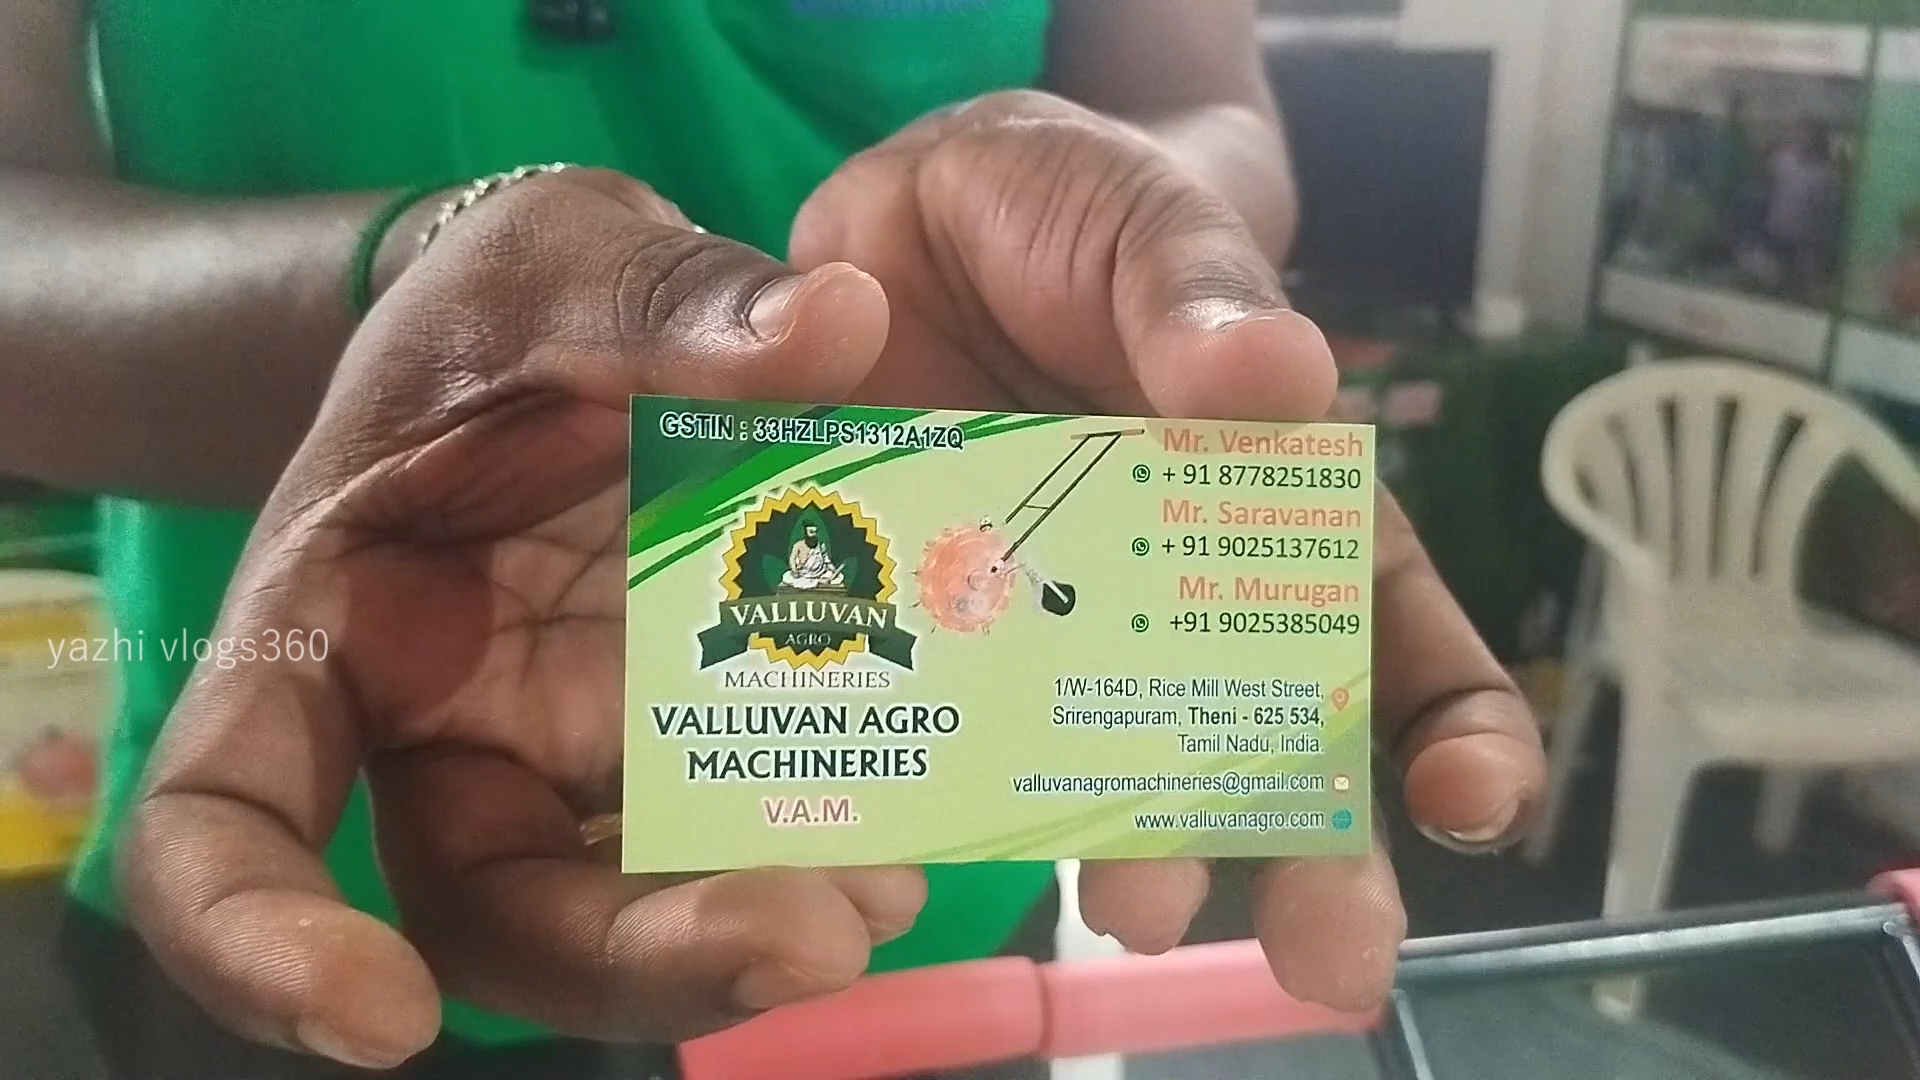 GSTIN : 33HZLPS1312A1ZQ
VALLUVAN
AGRO
MACHINERIES
VALLUVAN AGRO
MACHINERIES
V.A.M.
Mr. Venkatesh
+ 91 8778251830
Mr. Saravanan
+ 91 9025137612
Mr. Murugan
+91 9025385049
1/W-164D, Rice Mill West Street,
Srirengapuram, Theni - 625 534,
Tamil Nadu, India.
valluvanagromachineries@gmail.com
www.valluvanagro.com
yazhi vlogs360